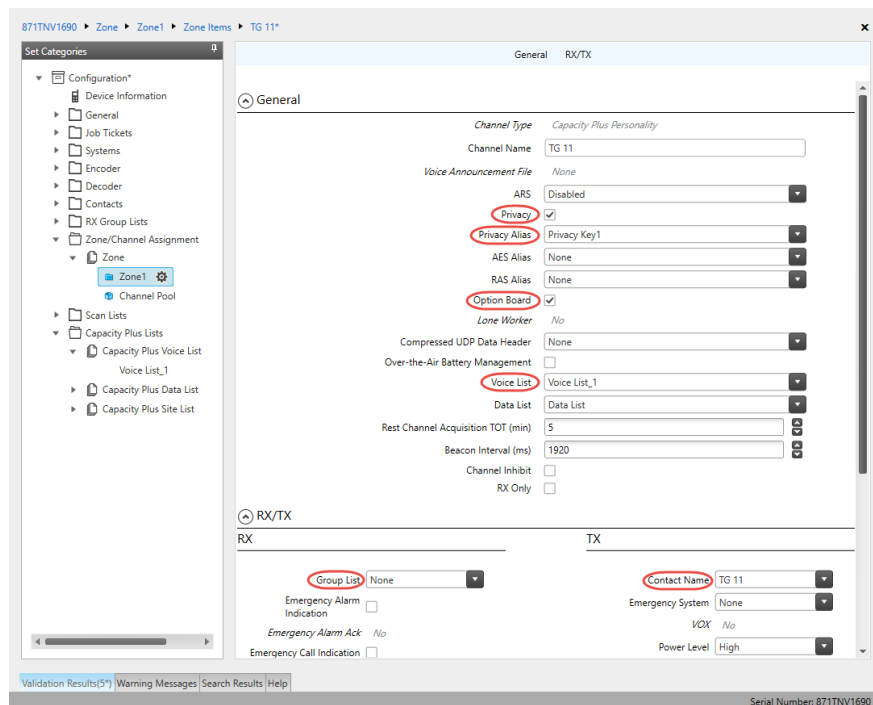 871TNV1690 Zone Zone1 Zone Items TG 11*
Set Categories
Configuration*
Device Information
General
Job Tickets
Systems
Encoder
Decoder
Contacts
RX Group Lists
Zone/Channel Assignment
Zone
Zone1
Channel Pool
Scan Lists
Capacity Plus Lists
Capacity Plus Voice List
Voice List_1
Capacity Plus Data List
Capacity Plus Site List
General RX/TX
General
Channel Type Capacity Plus Personality
Channel Name TG 11
Voice Announcement File None
ARS Disabled
Privacy
Privacy Alias Privacy Key1
AES Alias None
RAS Alias None
Option Board
Lone Worker No
Compressed UDP Data Header None
Over-the-Air Battery Management
Voice List Voice List_1
Data List Data List
Rest Channel Acquisition TOT (min) 5
Beacon Interval (ms) 1920
Channel Inhibit
RX Only
RX/TX
RX
Group List None
Emergency Alarm
Indication
Emergency Alarm Ack No
Emergency Call Indication
TX
Contact Name TG 11
Emergency System None
VOX No
Power Level High
Validation Results(5*) Warning Messages Search Results Help
Serial Number: 871TNV1690